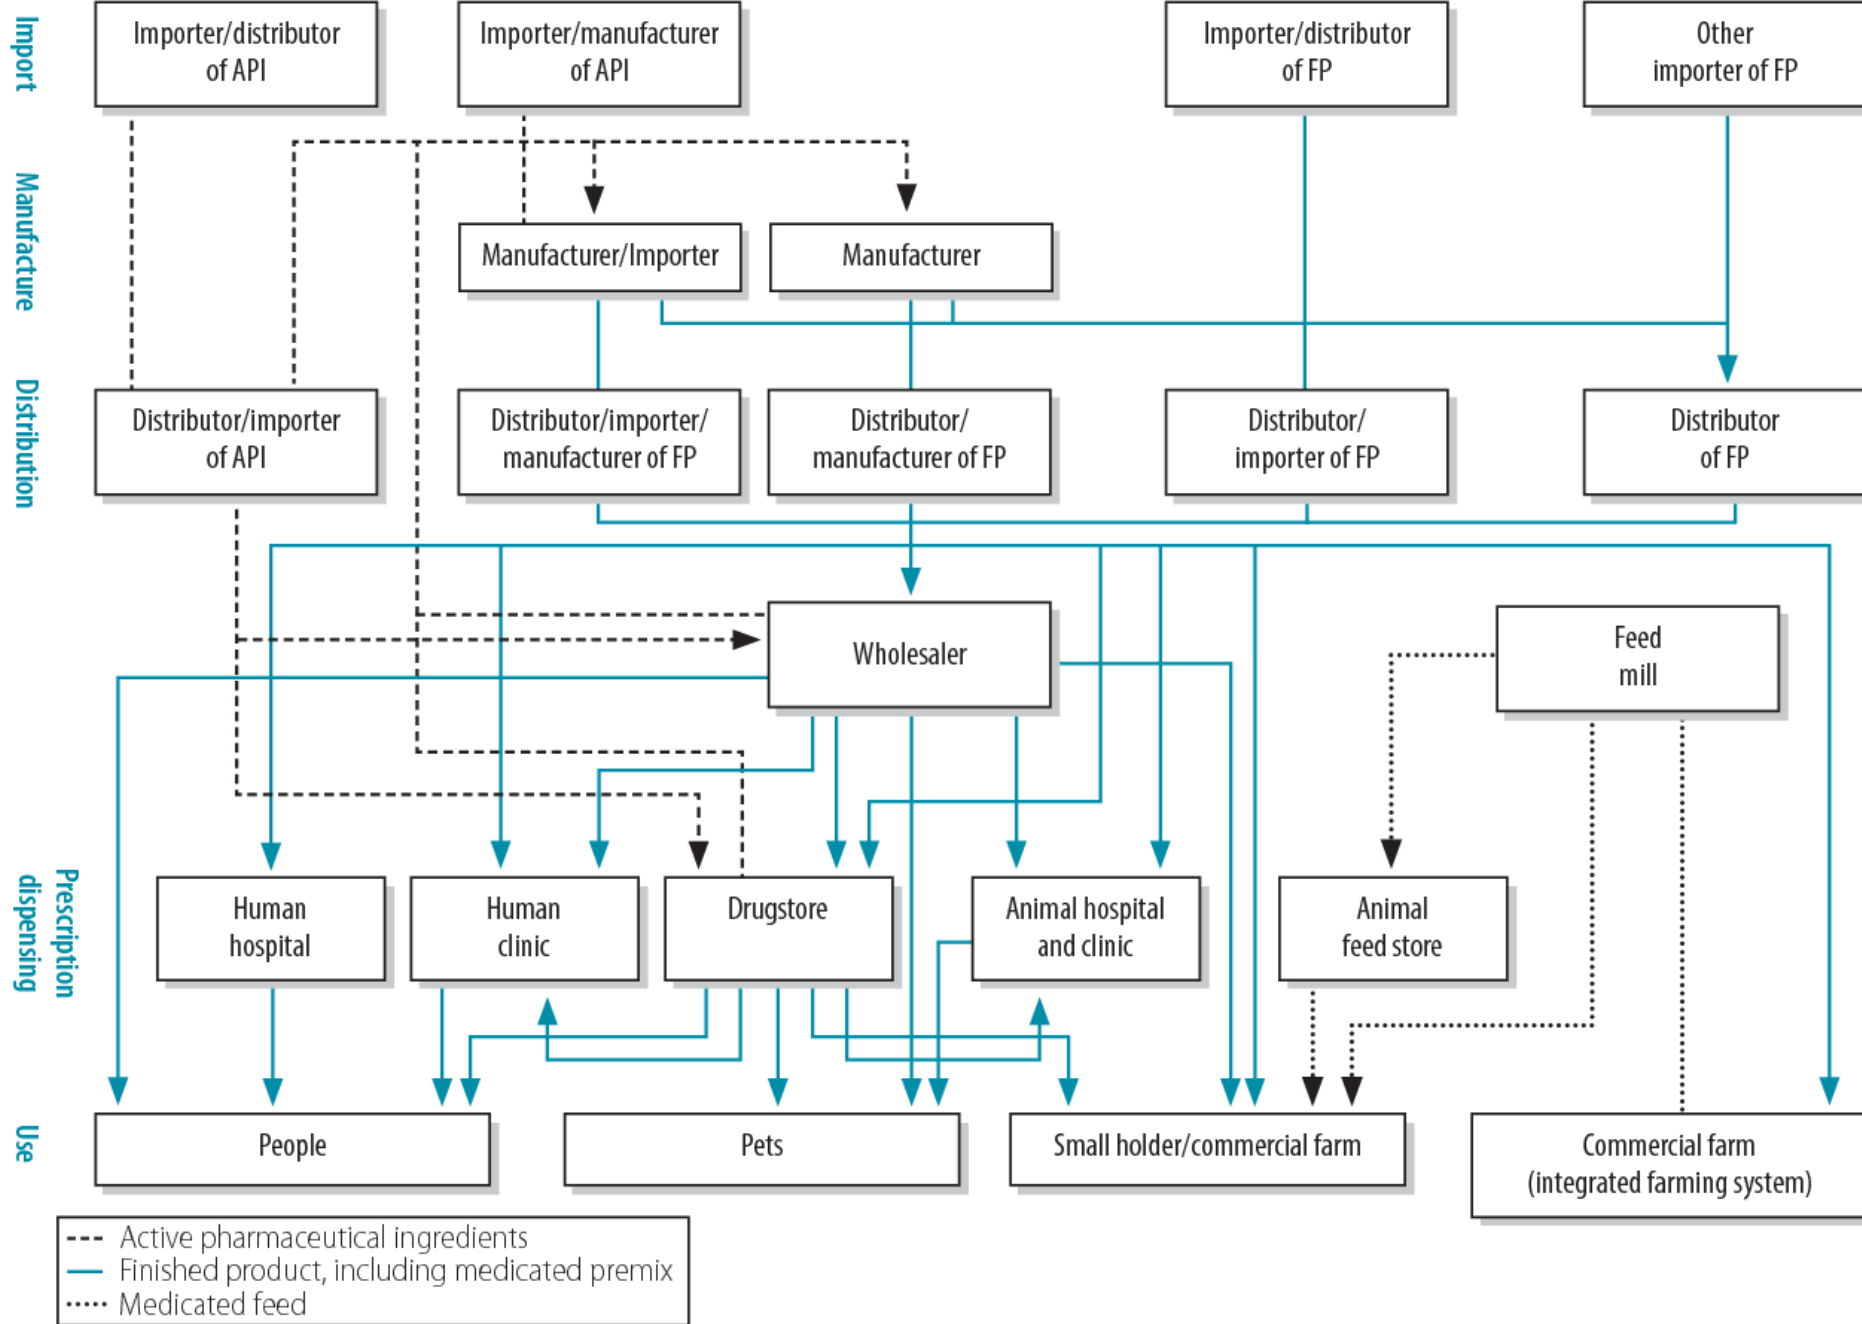 Import
Importer/distributor
of API
Importer/manufacturer
of API
Importer/distributor
of FP
Other
importer of FP
Manufacture
Manufacturer/Importer
Manufacturer
Distribution
Distributor/importer
of API
Distributor/importer/
manufacturer of FP
Distributor/
manufacturer of FP
Distributor/
importer of FP
Distributor
of FP
Wholesaler
Feed
mill
Prescription
dispensing
Human
hospital
Human
clinic
Drugstore
Animal hospital
and clinic
Animal
feed store
Use
People
Pets
Small holder/commercial farm
Commercial farm
(integrated farming system)
Active pharmaceutical ingredients
Finished product, including medicated premix
Medicated feed